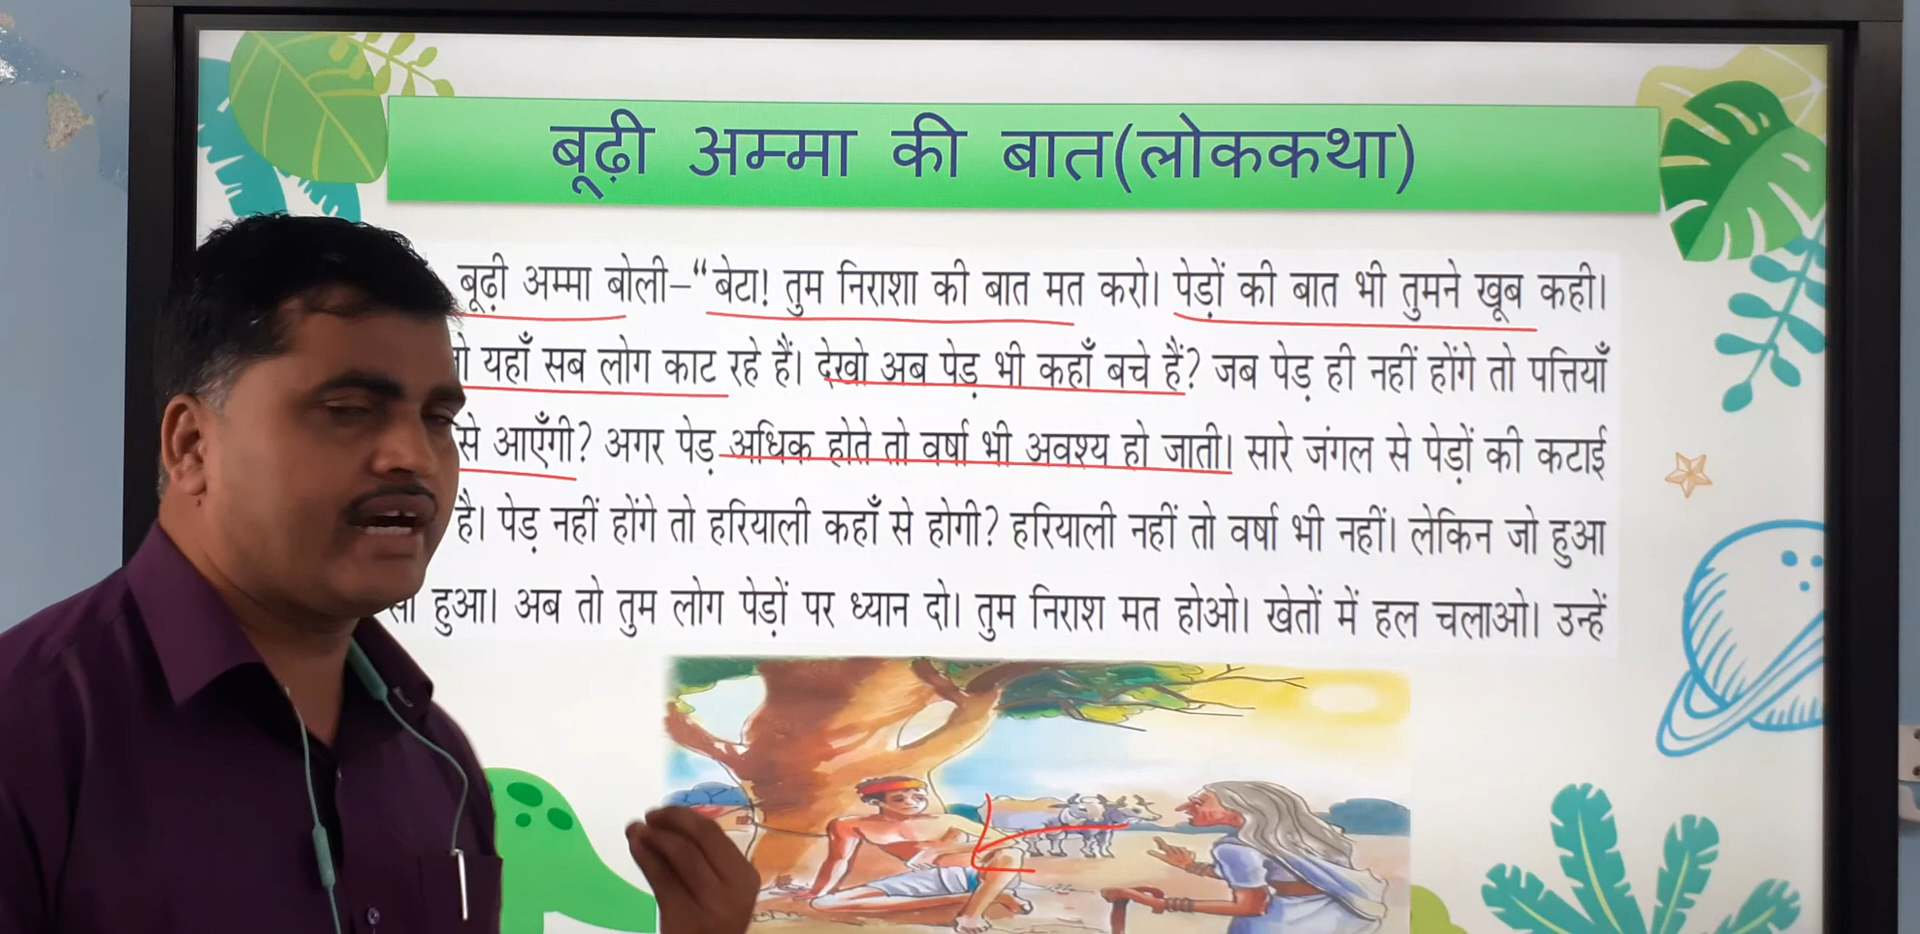 बूढ़ी अम्मा की बात(लोककथा)
बूढ़ी अम्मा बोली–“बेटा! तुम निराशा की बात मत करो। पेड़ों की बात भी तुमने खूब कही।
यहाँ सब लोग काट रहे हैं। देखो अब पेड़ भी कहाँ बचे हैं? जब पेड़ ही नहीं होंगे तो पत्तियाँ
से आएँगी? अगर पेड़ अधिक होते तो वर्षा भी अवश्य हो जाती। सारे जंगल से पेड़ों की कटाई
है। पेड़ नहीं होंगे तो हरियाली कहाँ से होगी? हरियाली नहीं तो वर्षा भी नहीं। लेकिन जो हुआ
हुआ। अब तो तुम लोग पेड़ों पर ध्यान दो। तुम निराश मत होओ। खेतों में हल चलाओ। उन्हें